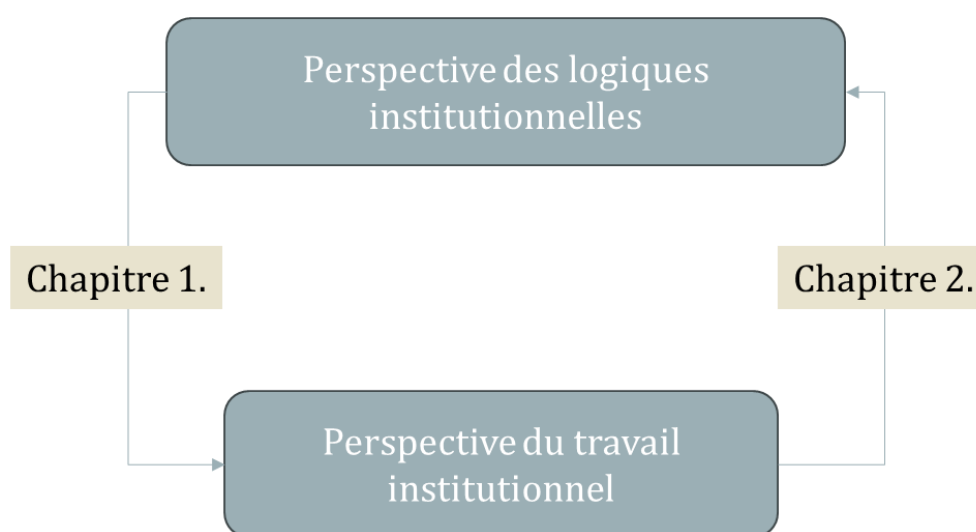 Perspective des logiques
institutionnelles
Chapitre 1.
Chapitre 2.
Perspective du travail
institutionnel